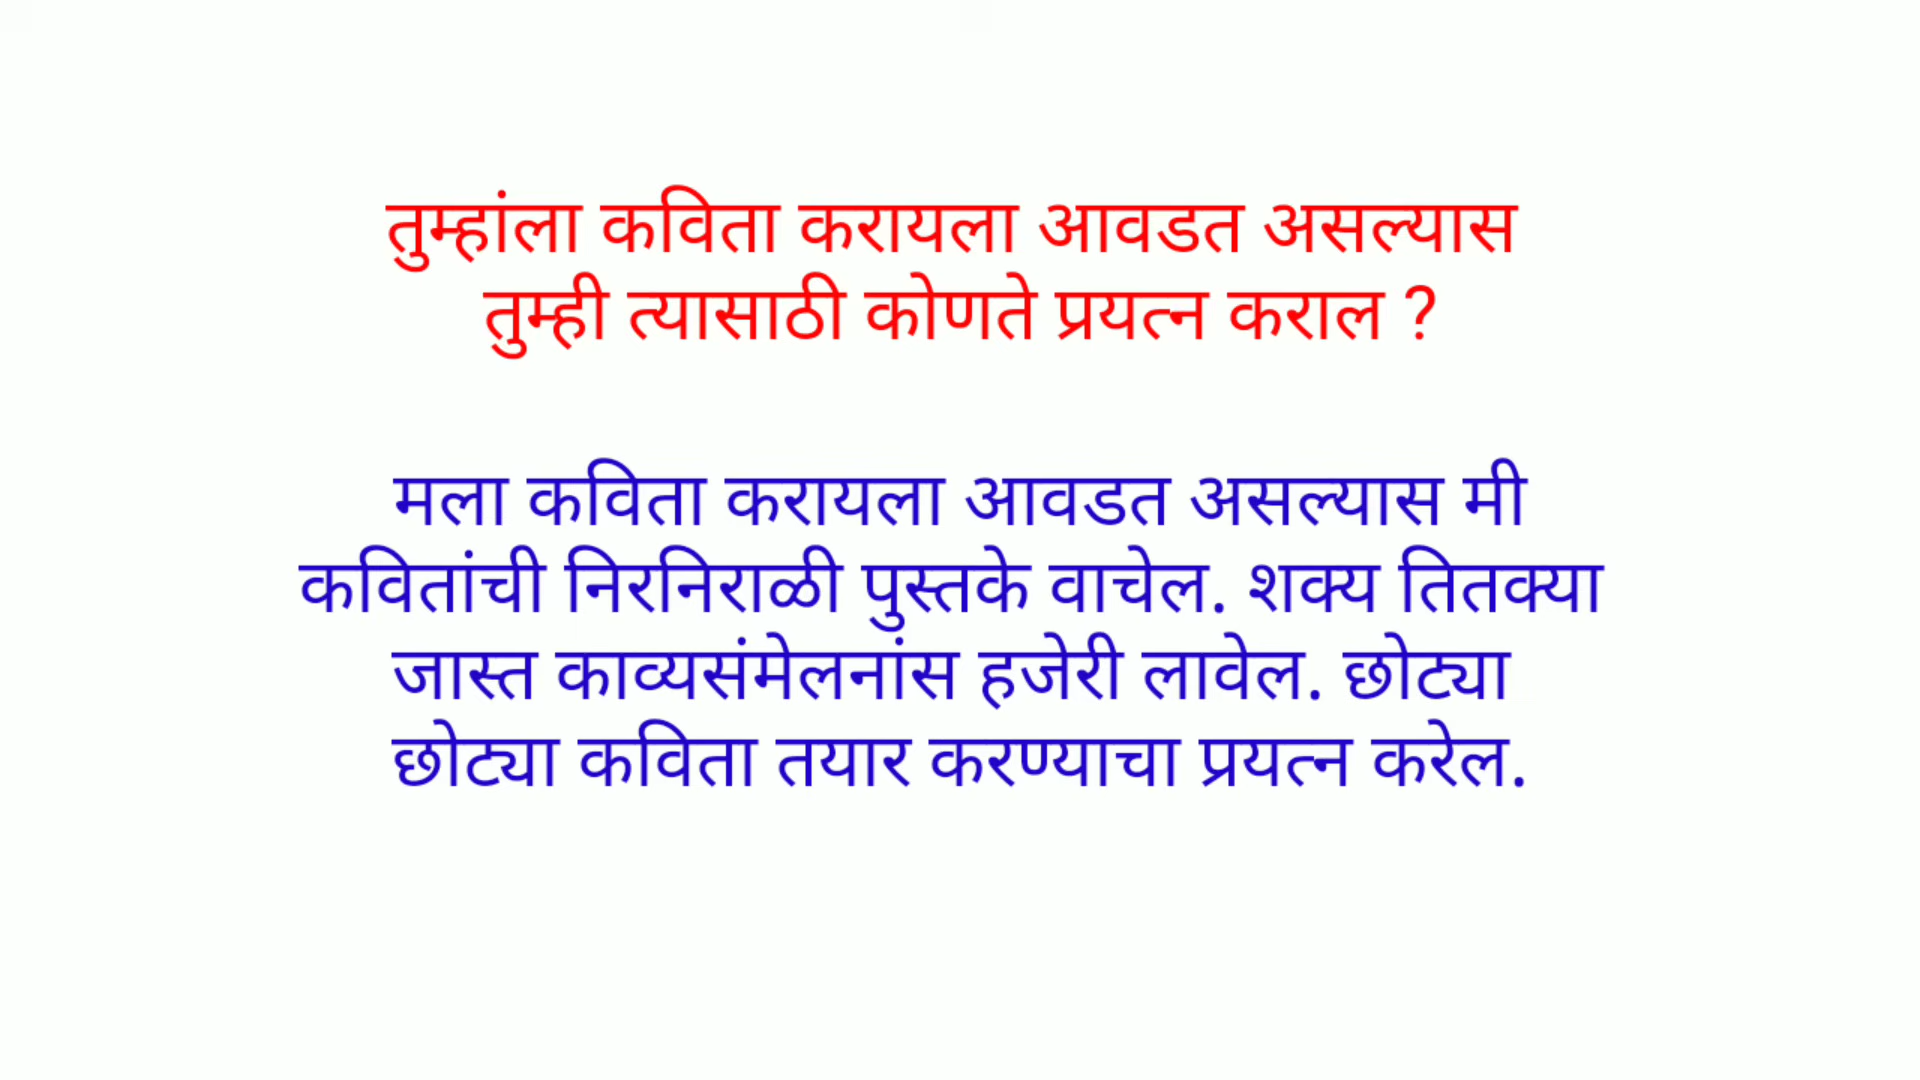 तुम्हांला कविता करायला आवडत असल्यास
तुम्ही त्यासाठी कोणते प्रयत्न कराल ?
मला कविता करायला आवडत असल्यास मी
कवितांची निरनिराळी पुस्तके वाचेल. शक्य तितक्या
जास्त काव्यसंमेलनांस हजेरी लावेल. छोट्या
छोट्या कविता तयार करण्याचा प्रयत्न करेल.